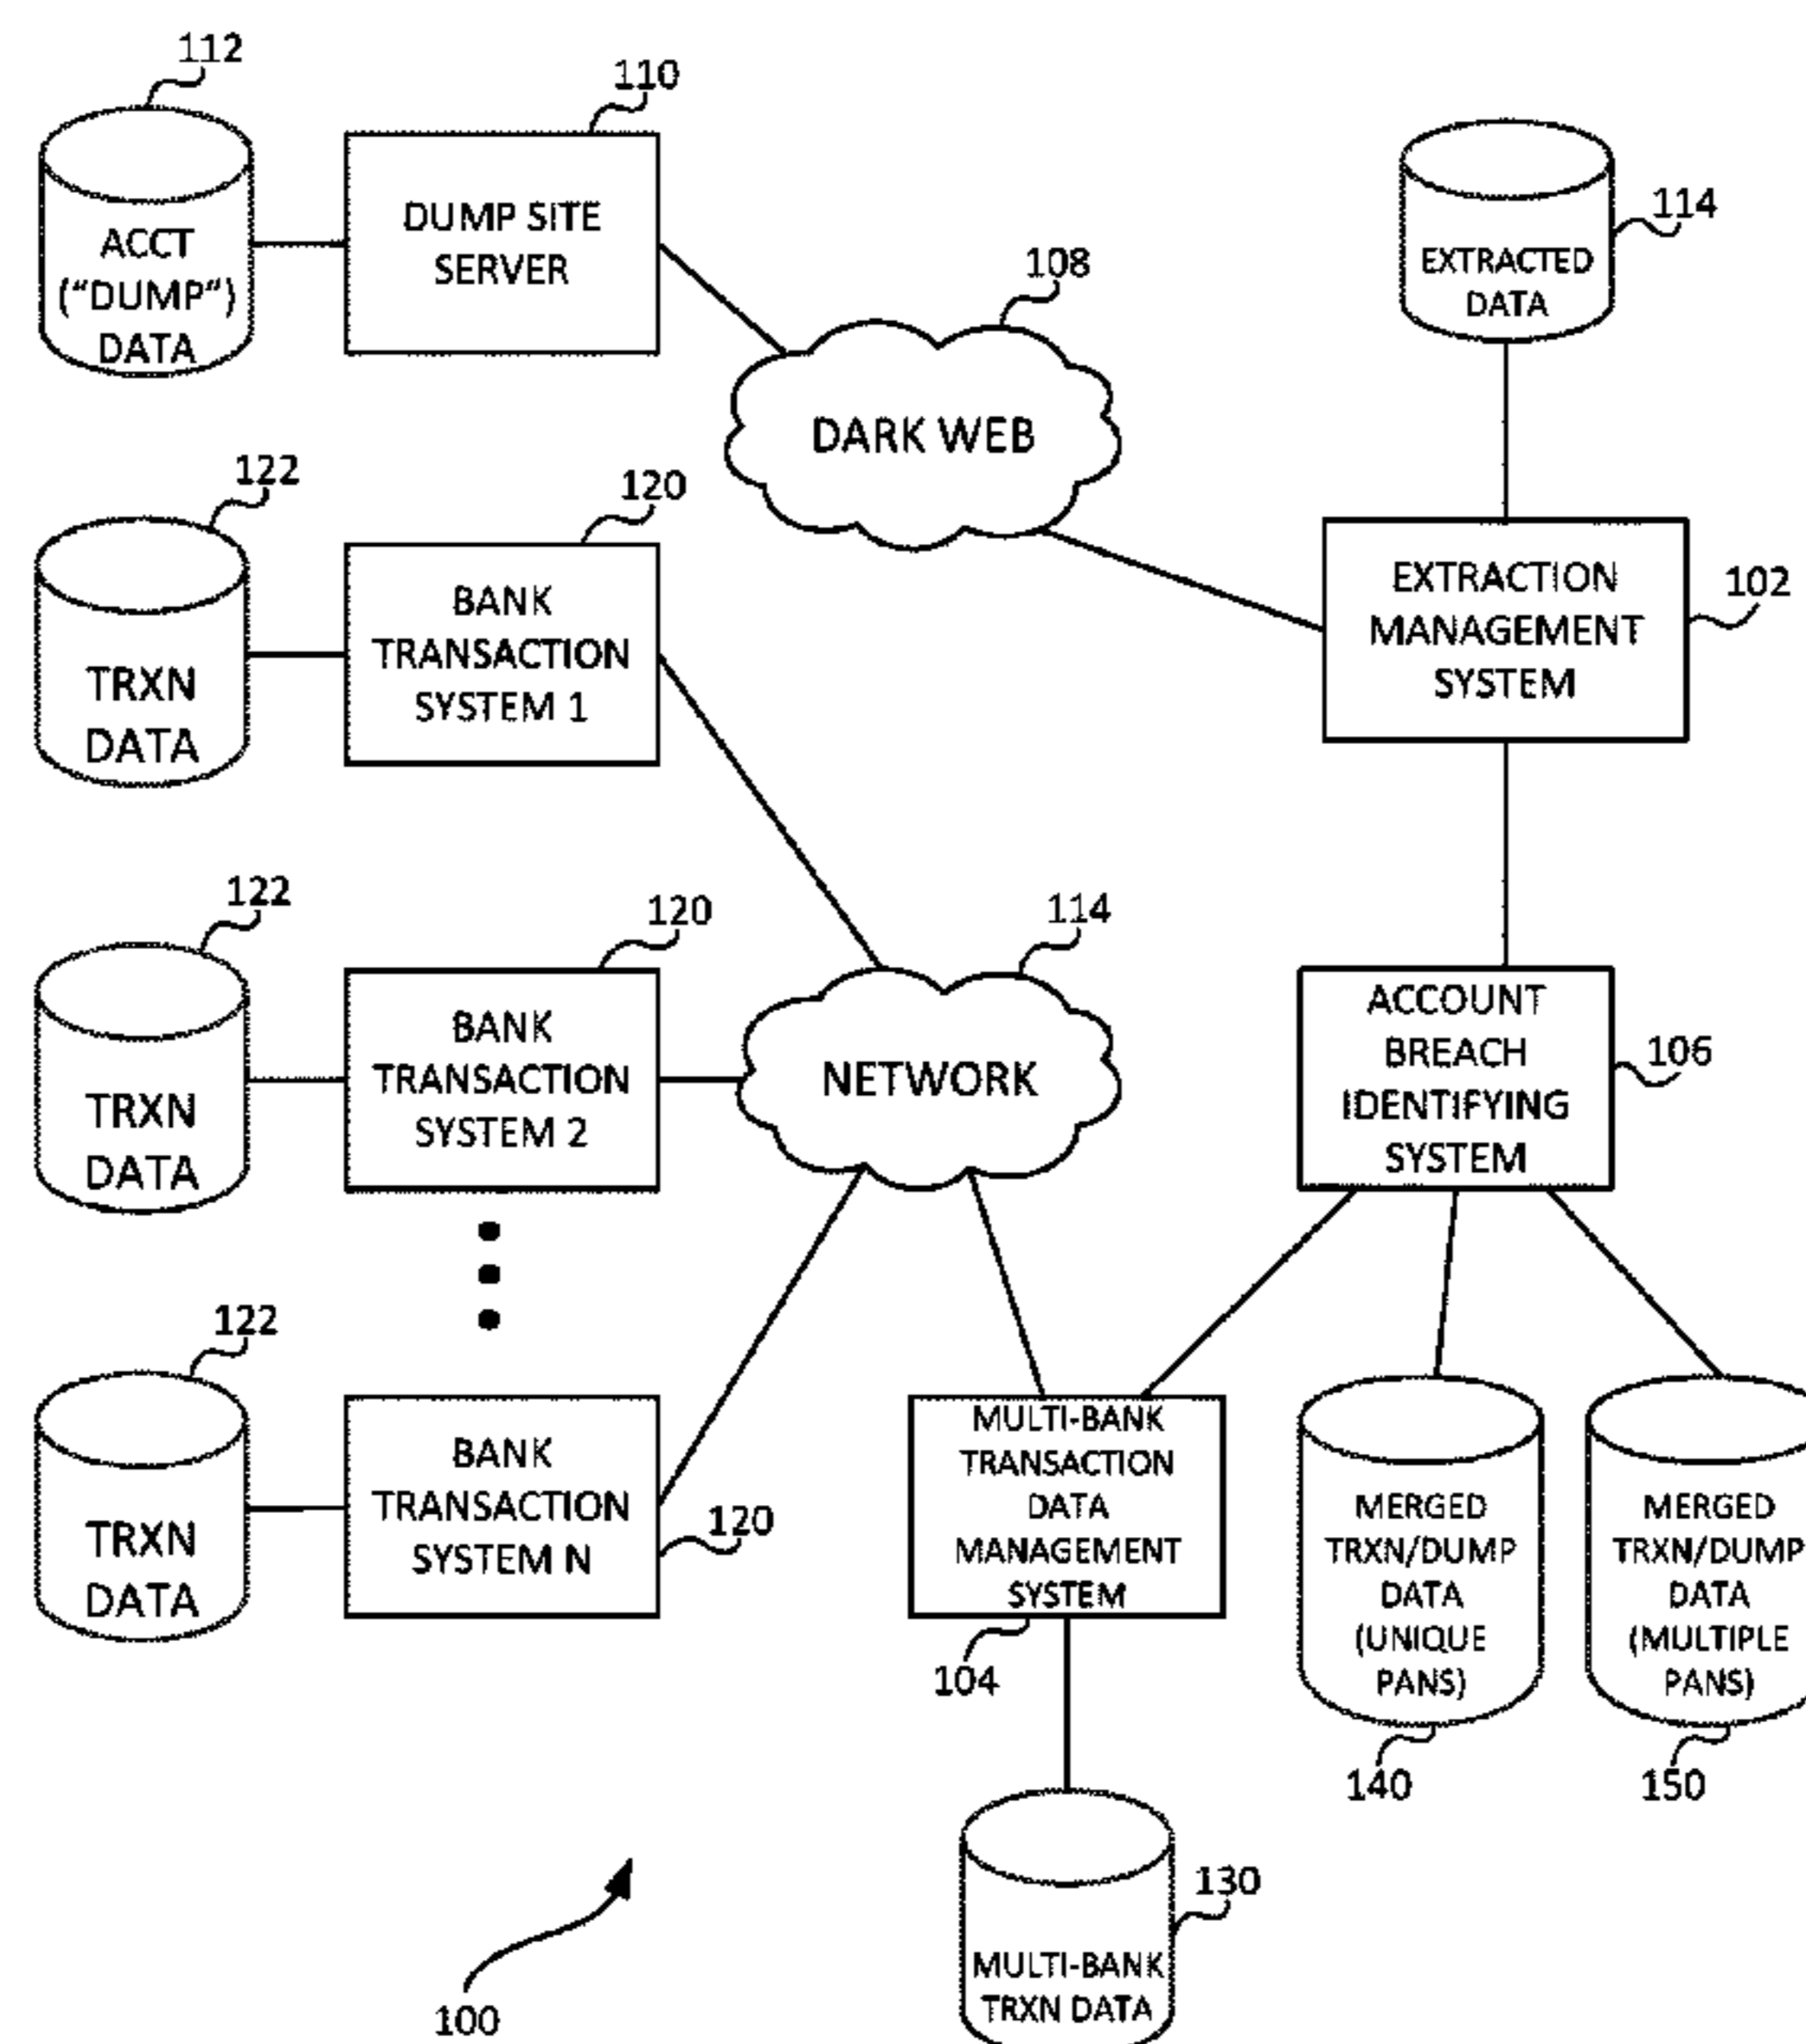 112
110
ACCT
("DUMP")
DATA
DUMP SITE
SERVER
108
DARK WEB
114
EXTRACTED
DATA
122
120
TRXN
DATA
BANK
TRANSACTION
SYSTEM 1
EXTRACTION
MANAGEMENT
SYSTEM
102
122
120
TRXN
DATA
BANK
TRANSACTION
SYSTEM 2
114
NETWORK
ACCOUNT
BREACH
IDENTIFYING
SYSTEM
106
122
TRXN
DATA
BANK
TRANSACTION
SYSTEM N
120
MULTI-BANK
TRANSACTION
DATA
MANAGEMENT
SYSTEM
104
MERGED
TRXN/DUMP
DATA
(UNIQUE
PANS)
140
MERGED
TRXN/DUMP
DATA
(MULTIPLE
PANS)
150
130
MULTI-BANK
TRXN DATA
100